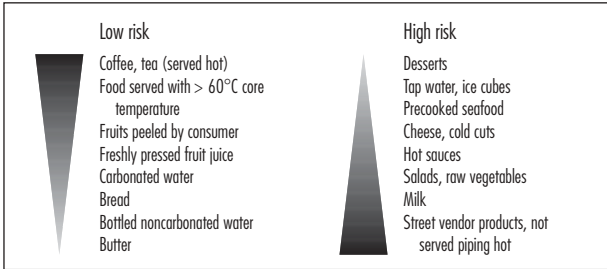 Low risk
Coffee, tea (served hot)
Food served with > 60°C core
temperature
Fruits peeled by consumer
Freshly pressed fruit juice
Carbonated water
Bread
Bottled noncarbonated water
Butter
High risk
Desserts
Tap water, ice cubes
Precooked seafood
Cheese, cold cuts
Hot sauces
Salads, raw vegetables
Milk
Street vendor products, not
served piping hot